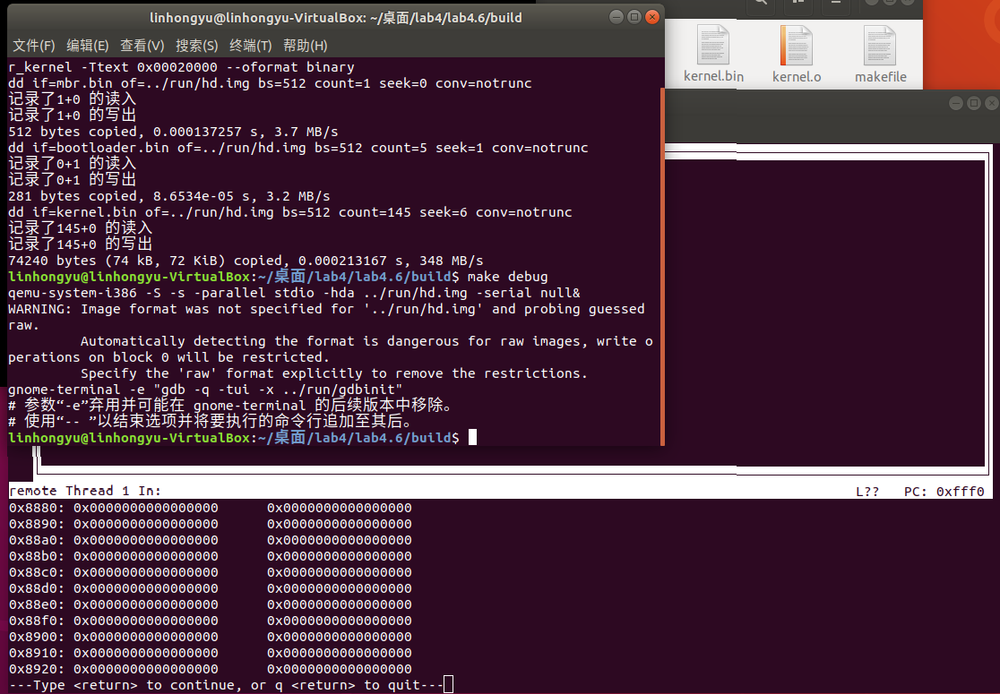 linhongyu@linhongyu-VirtualBox: ~/桌面/lab4/lab4.6/build
文件(F) 编辑(E) 查看(V) 搜索(S) 终端(T) 帮助(H)
r_kernel -Ttext 0x00020000 --oformat binary
dd if=mbr.bin of=../run/hd.img bs=512 count=1 seek=0 conv=notrunc
记录了1+0 的读入
记录了1+0 的写出
512 bytes copied, 0.000137257 s, 3.7 MB/s
dd if=bootloader.bin of=../run/hd.img bs=512 count=5 seek=1 conv=notrunc
记录了0+1 的读入
记录了0+1 的写出
281 bytes copied, 8.6534e-05 s, 3.2 MB/s
dd if=kernel.bin of=../run/hd.img bs=512 count=145 seek=6 conv=notrunc
记录了145+0 的读入
记录了145+0 的写出
74240 bytes (74 kB, 72 KiB) copied, 0.000213167 s, 348 MB/s
linhongyu@linhongyu-VirtualBox:~/桌面/lab4/lab4.6/build$ make debug
qemu-system-i386 -S -s -parallel stdio -hda ../run/hd.img -serial null&
WARNING: Image format was not specified for '../run/hd.img' and probing guessed
raw.
Automatically detecting the format is dangerous for raw images, write o
perations on block 0 will be restricted.
Specify the 'raw' format explicitly to remove the restrictions.
gnome-terminal -e "gdb -q -tui -x ../run/gdbinit"
# 参数“-e”弃用并可能在 gnome-terminal 的后续版本中移除。
# 使用“-- ”以结束选项并将要执行的命令行追加至其后。
linhongyu@linhongyu-VirtualBox:~/桌面/lab4/lab4.6/build$
kernel.bin kernel.o makefile
remote Thread 1 In: L?? PC: 0xfff0
0x8880: 0x0000000000000000 0x0000000000000000
0x8890: 0x0000000000000000 0x0000000000000000
0x88a0: 0x0000000000000000 0x0000000000000000
0x88b0: 0x0000000000000000 0x0000000000000000
0x88c0: 0x0000000000000000 0x0000000000000000
0x88d0: 0x0000000000000000 0x0000000000000000
0x88e0: 0x0000000000000000 0x0000000000000000
0x88f0: 0x0000000000000000 0x0000000000000000
0x8900: 0x0000000000000000 0x0000000000000000
0x8910: 0x0000000000000000 0x0000000000000000
0x8920: 0x0000000000000000 0x0000000000000000
---Type <return> to continue, or q <return> to quit---